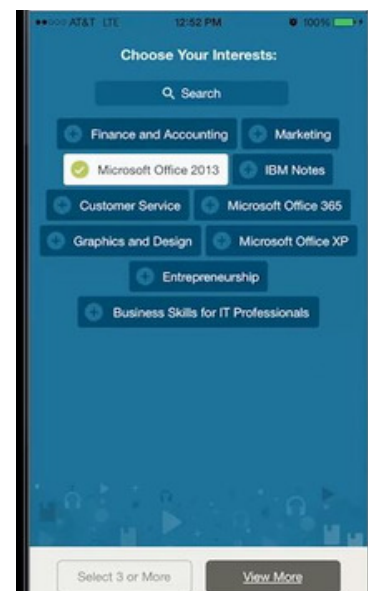 AT&T LTE 12:52 PM 100%
Choose Your Interests:
Search
Finance and Accounting Marketing
Microsoft Office 2013 IBM Notes
Customer Service Microsoft Office 365
Graphics and Design Microsoft Office XP
Entrepreneurship
Business Skills for IT Professionals
Select 3 or More View More